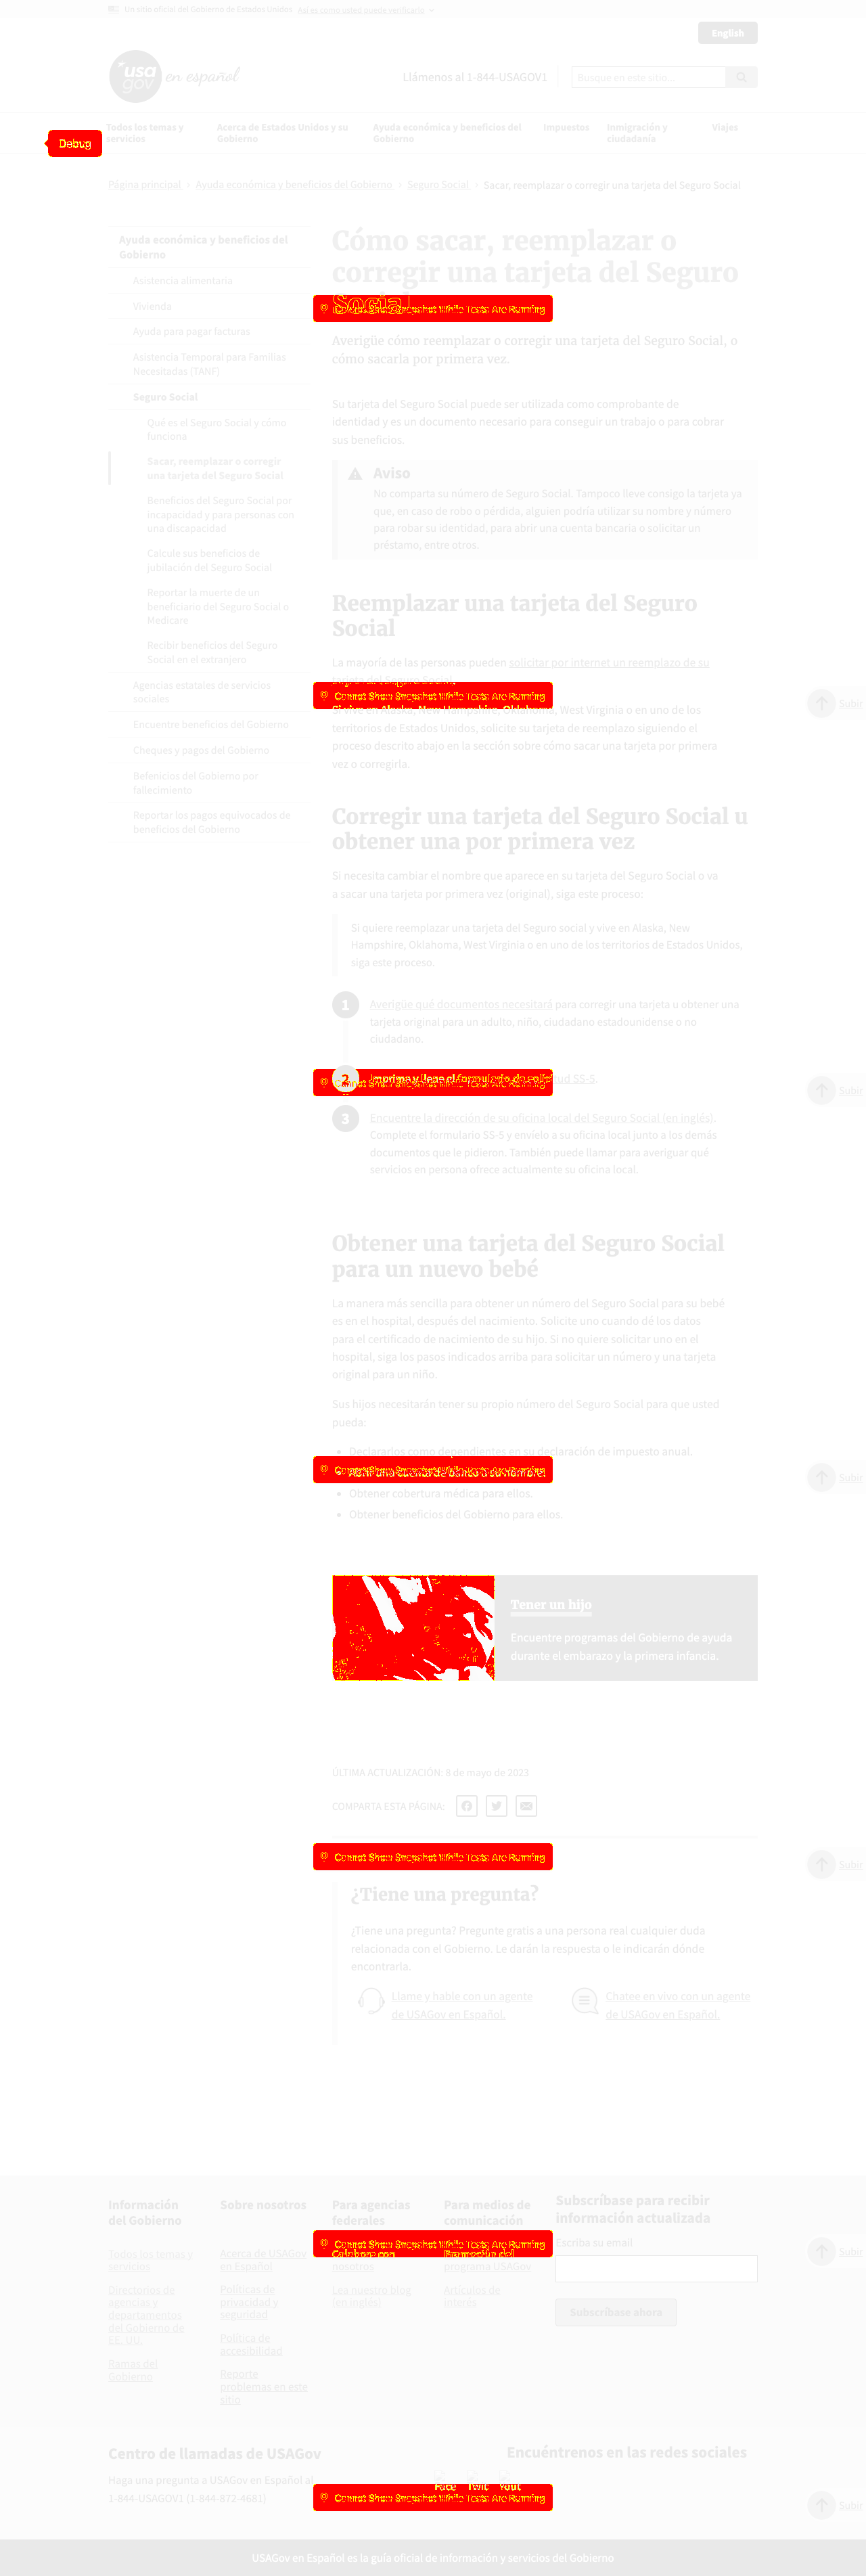 Un sitio oficial del Gobierno de Estados Unidos Así es como usted puede verificarlo
English
usa gov en español
Llámenos al 1-844-USAGOV1
Busque en este sitio...
Todos los temas y servicios
Acerca de Estados Unidos y su Gobierno
Ayuda económica y beneficios del Gobierno
Impuestos
Inmigración y ciudadanía
Viajes
Debug
Página principal › Ayuda económica y beneficios del Gobierno › Seguro Social › Sacar, reemplazar o corregir una tarjeta del Seguro Social
Ayuda económica y beneficios del
Gobierno
Asistencia alimentaria
Vivienda
Ayuda para pagar facturas
Asistencia Temporal para Familias
Necesitadas (TANF)
Seguro Social
Qué es el Seguro Social y cómo
funciona
Sacar, reemplazar o corregir
una tarjeta del Seguro Social
Beneficios del Seguro Social por
incapacidad y para personas con
una discapacidad
Calcule sus beneficios de
jubilación del Seguro Social
Reportar la muerte de un
beneficiario del Seguro Social o
Medicare
Recibir beneficios del Seguro
Social en el extranjero
Agencias estatales de servicios
sociales
Encuentre beneficios del Gobierno
Cheques y pagos del Gobierno
Befenicios del Gobierno por
fallecimiento
Reportar los pagos equivocados de
beneficios del Gobierno
Cómo sacar, reemplazar o
corregir una tarjeta del Seguro
Social
Cannot Show Snapshot While Tests Are Running
Averigüe cómo reemplazar o corregir una tarjeta del Seguro Social, o
cómo sacarla por primera vez.
Su tarjeta del Seguro Social puede ser utilizada como comprobante de
identidad y es un documento necesario para conseguir un trabajo o para cobrar
sus beneficios.
Aviso
No comparta su número de Seguro Social. Tampoco lleve consigo la tarjeta ya
que, en caso de robo o pérdida, alguien podría utilizar su nombre y número
para robar su identidad, para abrir una cuenta bancaria o solicitar un
préstamo, entre otros.
Reemplazar una tarjeta del Seguro
Social
La mayoría de las personas pueden solicitar por internet un reemplazo de su
tarjeta del Seguro Social.
Cannot Show Snapshot While Tests Are Running
Subir
Si vive en Alaska, New Hampshire, Oklahoma, West Virginia o en uno de los
territorios de Estados Unidos, solicite su tarjeta de reemplazo siguiendo el
proceso descrito abajo en la sección sobre cómo sacar una tarjeta por primera
vez o corregirla.
Corregir una tarjeta del Seguro Social u
obtener una por primera vez
Si necesita cambiar el nombre que aparece en su tarjeta del Seguro Social o va
a sacar una tarjeta por primera vez (original), siga este proceso:
Si quiere reemplazar una tarjeta del Seguro social y vive en Alaska, New
Hampshire, Oklahoma, West Virginia o en uno de los territorios de Estados Unidos,
siga este proceso.
1
Averigüe qué documentos necesitará para corregir una tarjeta u obtener una
tarjeta original para un adulto, niño, ciudadano estadounidense o no
ciudadano.
2
Imprima y llene el formulario de solicitud SS-5.
Cannot Show Snapshot While Tests Are Running
Subir
3
Encuentre la dirección de su oficina local del Seguro Social (en inglés).
Complete el formulario SS-5 y envíelo a su oficina local junto a los demás
documentos que le pidieron. También puede llamar para averiguar qué
servicios en persona ofrece actualmente su oficina local.
Obtener una tarjeta del Seguro Social
para un nuevo bebé
La manera más sencilla para obtener un número del Seguro Social para su bebé
es en el hospital, después del nacimiento. Solicite uno cuando dé los datos
para el certificado de nacimiento de su hijo. Si no quiere solicitar uno en el
hospital, siga los pasos indicados arriba para solicitar un número y una tarjeta
original para un niño.
Sus hijos necesitarán tener su propio número del Seguro Social para que usted
pueda:
• Declararlos como dependientes en su declaración de impuesto anual.
• Abrir una cuenta de banco a su nombre.
Cannot Show Snapshot While Tests Are Running
Subir
• Obtener cobertura médica para ellos.
• Obtener beneficios del Gobierno para ellos.
Tener un hijo
Encuentre programas del Gobierno de ayuda
durante el embarazo y la primera infancia.
ÚLTIMA ACTUALIZACIÓN: 8 de mayo de 2023
COMPARTA ESTA PÁGINA:
Cannot Show Snapshot While Tests Are Running
Subir
¿Tiene una pregunta?
¿Tiene una pregunta? Pregunte gratis a una persona real cualquier duda
relacionada con el Gobierno. Le darán la respuesta o le indicarán dónde
encontrarla.
Llame y hable con un agente
de USAGov en Español.
Chatee en vivo con un agente
de USAGov en Español.
Información
del Gobierno
Todos los temas y
servicios
Directorios de
agencias y
departamentos
del Gobierno de
EE. UU.
Ramas del
Gobierno
Sobre nosotros
Acerca de USAGov
en Español
Políticas de
privacidad y
seguridad
Política de
accesibilidad
Reporte
problemas en este
sitio
Para agencias
federales
Cannot Show Snapshot While Tests Are Running
Colabore con
nosotros
Lea nuestro blog
(en inglés)
Para medios de
comunicación
Promoción del
programa USAGov
Artículos de
interés
Suscríbase para recibir
información actualizada
Escriba su email
Suscríbase ahora
Subir
Centro de llamadas de USAGov
Haga una pregunta a USAGov en Español al
1-844-USAGOV1 (1-844-872-4681)
Encuéntrenos en las redes sociales
Face Twit Yout
Cannot Show Snapshot While Tests Are Running
Subir
USAGov en Español es la guía oficial de información y servicios del Gobierno